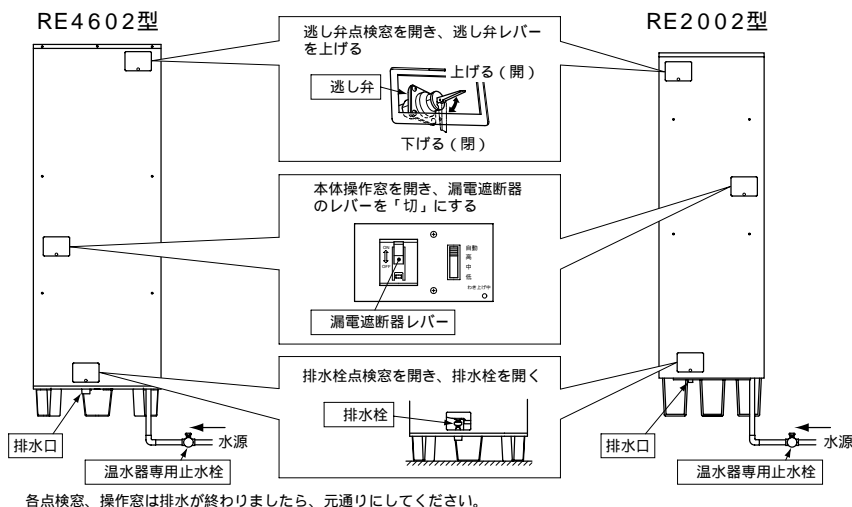 RE4602型
RE2002型
逃し弁点検窓を開き、逃し弁レバー
を上げる
上げる（開）
逃し弁
下げる（閉）
本体操作窓を開き、漏電遮断器
のレバーを「切」にする
ON
OFF
自動
高
中
低
わき上げ中
漏電遮断器レバー
排水栓点検窓を開き、排水栓を開く
排水栓
排水口
水源
温水器専用止水栓
排水口
水源
温水器専用止水栓
各点検窓、操作窓は排水が終わりましたら、元通りにしてください。